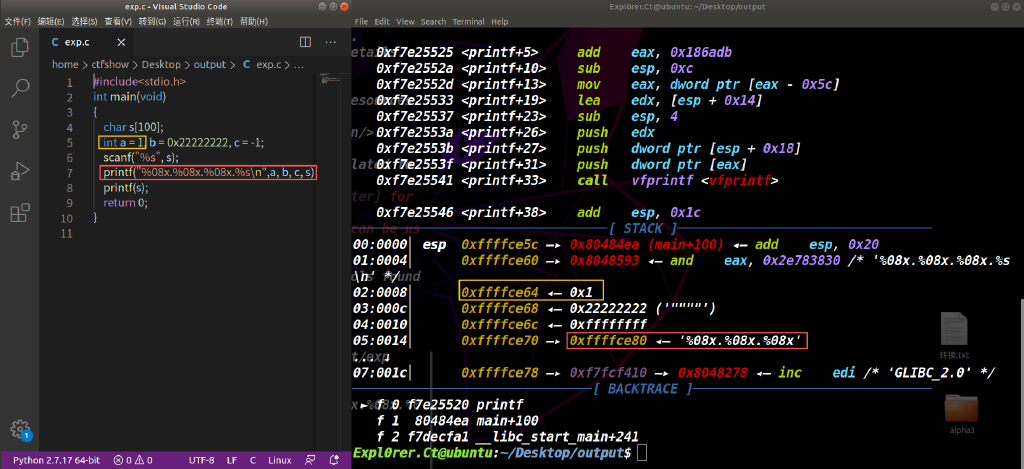 exp.c - Visual Studio Code
文件(F) 编辑(E) 选择(S) 查看(V) 转到(G) 运行(R) 终端(T) 帮助(H)
exp.c
home > ctfshow > Desktop > output > C exp.c > ...
1 #include<stdio.h>
2 int main(void)
3 {
4 char s[100];
5 int a = 1, b = 0x22222222, c = -1;
6 scanf("%s", s);
7 printf("%08x.%08x.%08x.%s\n",a, b, c, s)
8 printf(s);
9 return 0;
10 }
11
1
Python 2.7.17 64-bit 0 0 UTF-8 LF C Linux
Expl0rer.Ct@ubuntu: ~/Desktop/output
File Edit View Search Terminal Help
0xf7e25525 <printf+5> add eax, 0x186adb
0xf7e2552a <printf+10> sub esp, 0xc
0xf7e2552d <printf+13> mov eax, dword ptr [eax - 0x5c]
0xf7e25533 <printf+19> lea edx, [esp + 0x14]
0xf7e25537 <printf+23> sub esp, 4
0xf7e2553a <printf+26> push edx
0xf7e2553b <printf+27> push dword ptr [esp + 0x18]
0xf7e2553f <printf+31> push dword ptr [eax]
0xf7e25541 <printf+33> call vfprintf <vfprintf>
0xf7e25546 <printf+38> add esp, 0x1c
[ STACK ]
00:0000│ esp 0xffffce5c —▸ 0x80484ea (main+100) ◂— add esp, 0x20
01:0004│ 0xffffce60 —▸ 0x8048593 ◂— and eax, 0x2e783830 /* '%08x.%08x.%08x.%s
\n' */
02:0008│ 0xffffce64 ◂— 0x1
03:000c│ 0xffffce68 ◂— 0x22222222 ('""""')
04:0010│ 0xffffce6c ◂— 0xffffffff
05:0014│ 0xffffce70 —▸ 0xffffce80 ◂— '%08x.%08x.%08x'
... ↓
07:001c│ 0xffffce78 —▸ 0xf7fcf410 —▸ 0x8048278 ◂— inc edi /* 'GLIBC_2.0' */
[ BACKTRACE ]
► f 0 f7e25520 printf
f 1 80484ea main+100
f 2 f7decfa1 __libc_start_main+241
Expl0rer.Ct@ubuntu:~/Desktop/output$
转换.txt
alpha3